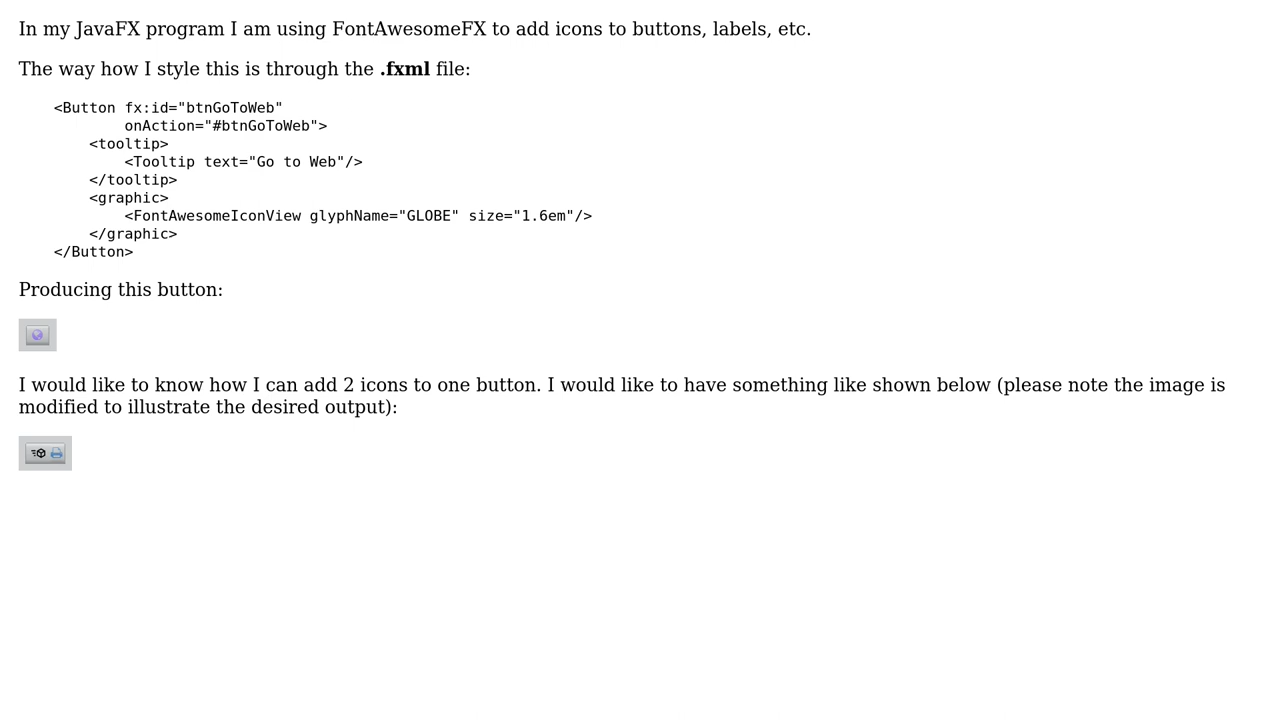 In my JavaFX program I am using FontAwesomeFX to add icons to buttons, labels, etc.
The way how I style this is through the .fxml file:
<Button fx:id="btnGoToWeb"
        onAction="#btnGoToWeb">
    <tooltip>
        <Tooltip text="Go to Web"/>
    </tooltip>
    <graphic>
        <FontAwesomeIconView glyphName="GLOBE" size="1.6em"/>
    </graphic>
</Button>
Producing this button:
I would like to know how I can add 2 icons to one button. I would like to have something like shown below (please note the image is
modified to illustrate the desired output):